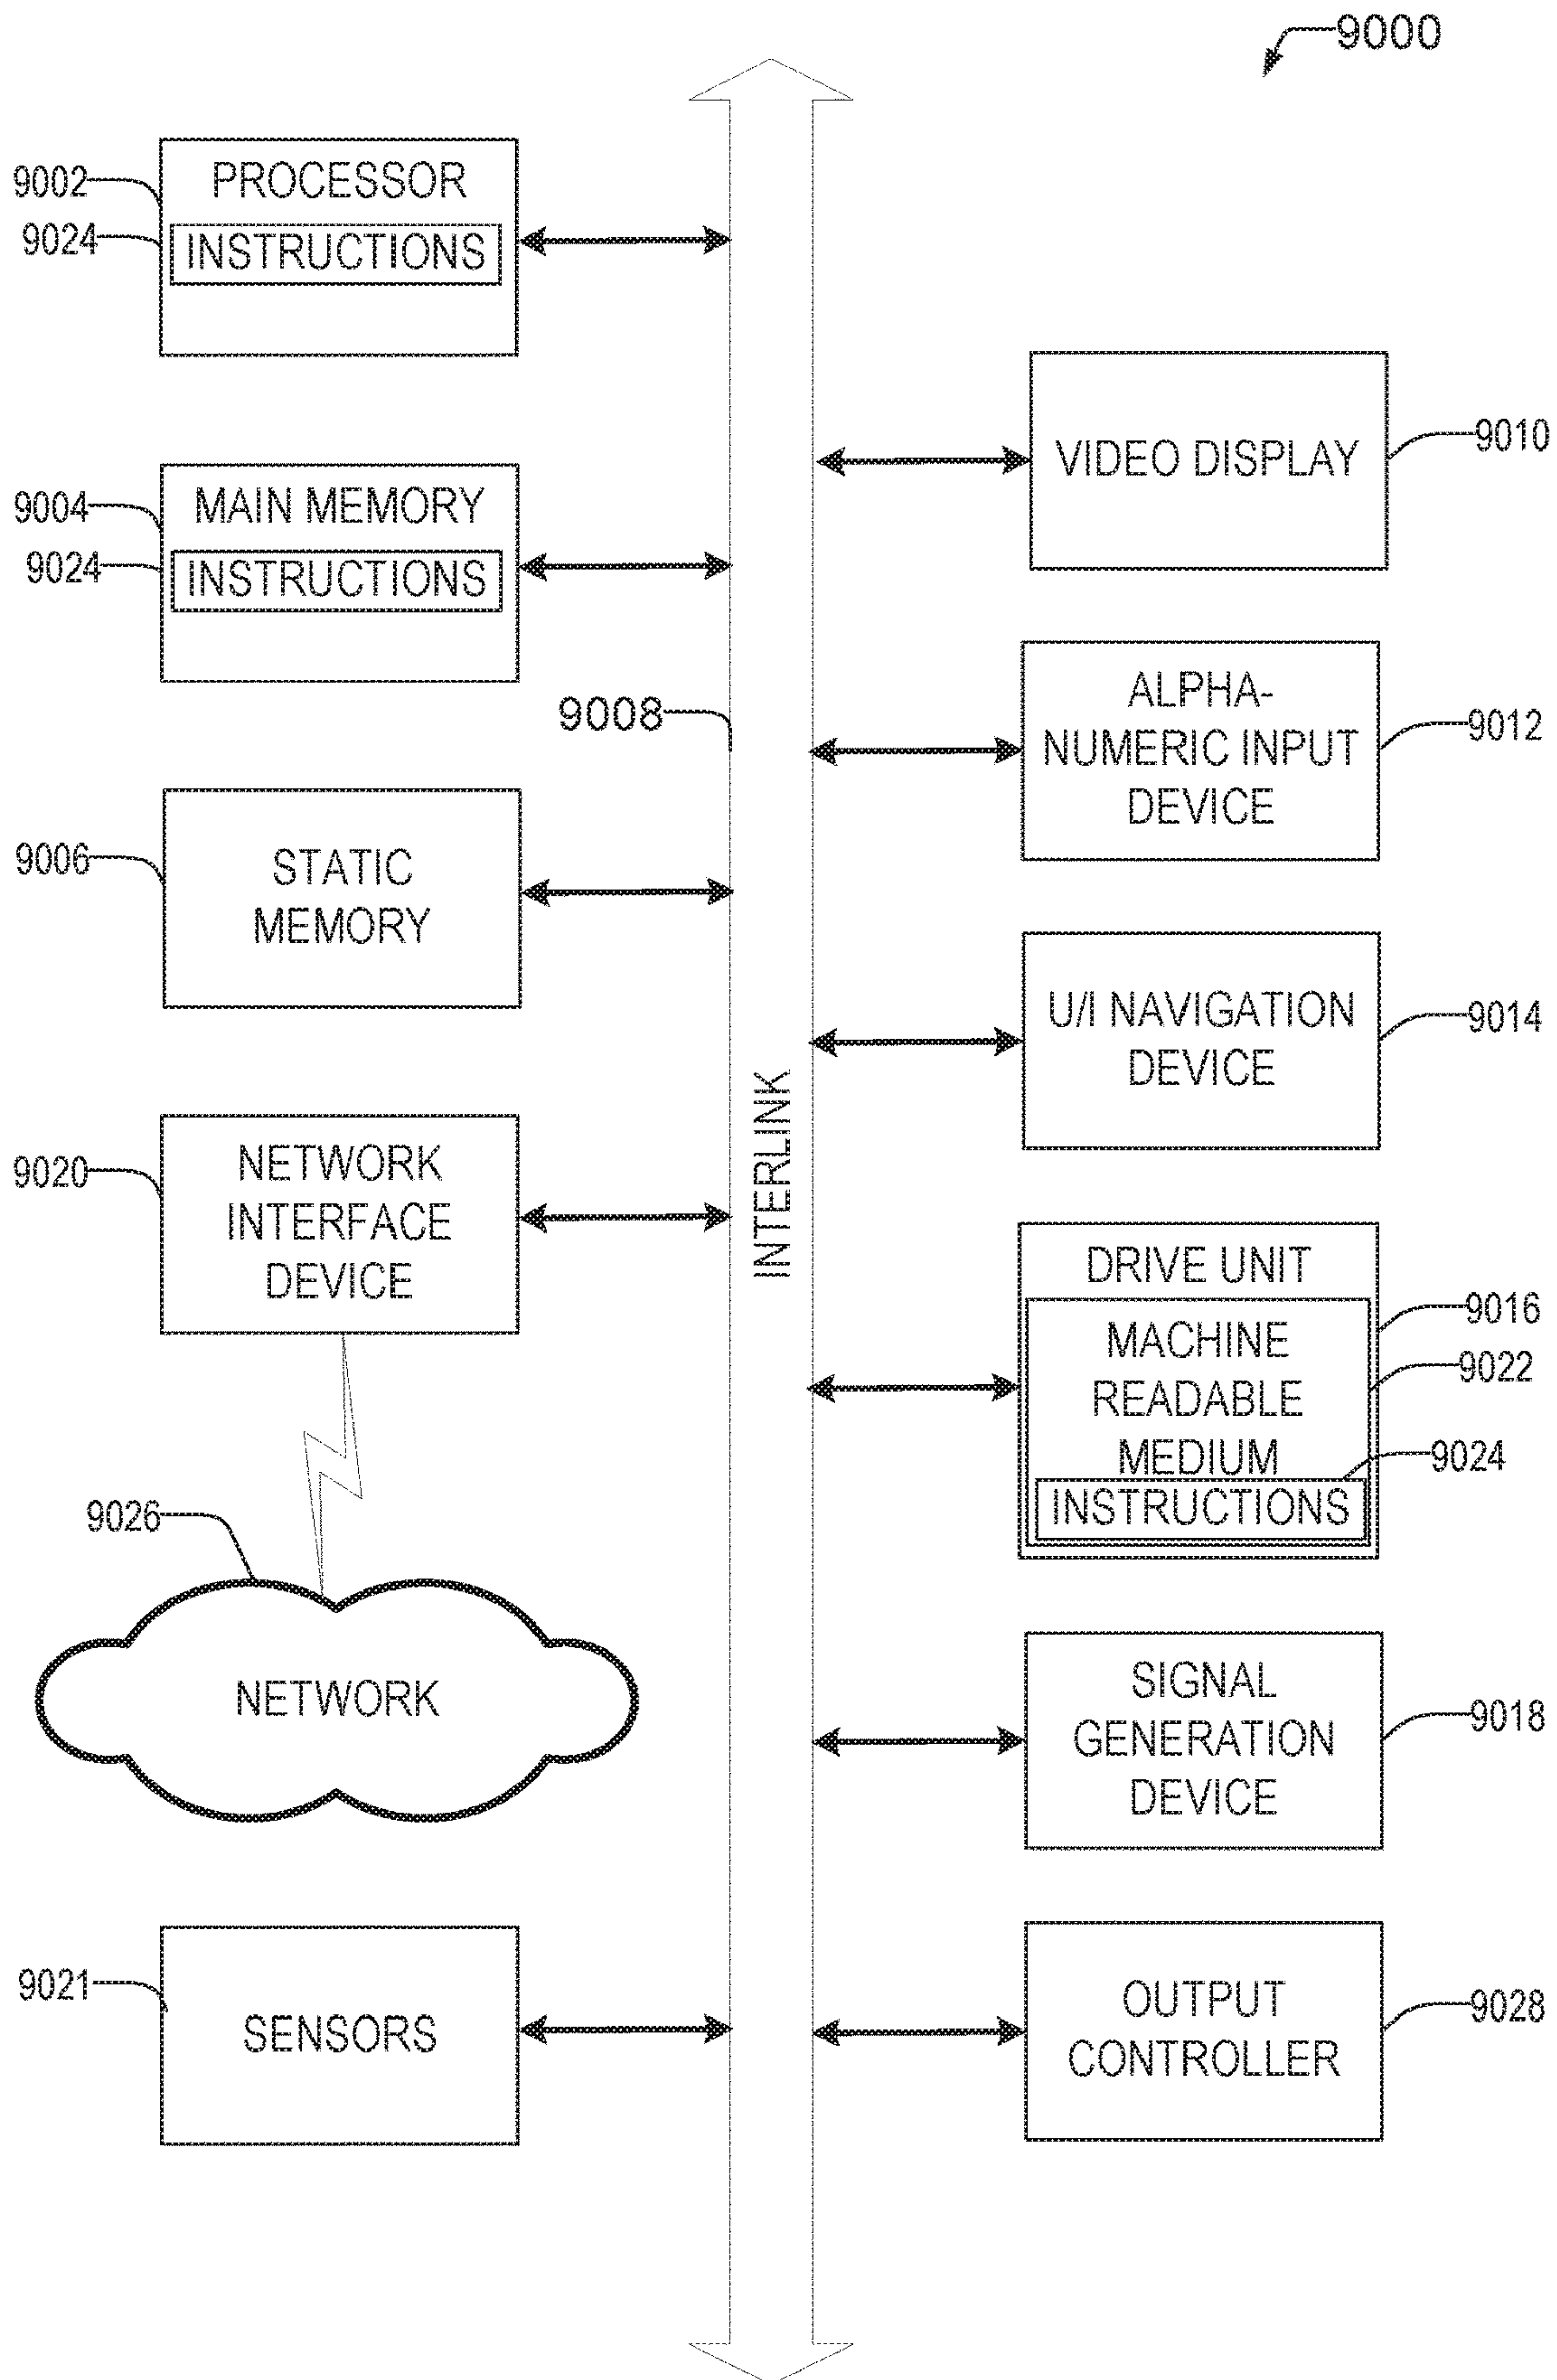 9000
9002
PROCESSOR
9024
INSTRUCTIONS
9004
MAIN MEMORY
9024
INSTRUCTIONS
9008
9006
STATIC
MEMORY
9020
NETWORK
INTERFACE
DEVICE
9026
NETWORK
9021
SENSORS
INTERLINK
VIDEO DISPLAY
9010
ALPHA-
NUMERIC INPUT
DEVICE
9012
U/I NAVIGATION
DEVICE
9014
DRIVE UNIT
9016
MACHINE
READABLE
MEDIUM
9022
9024
INSTRUCTIONS
SIGNAL
GENERATION
DEVICE
9018
OUTPUT
CONTROLLER
9028